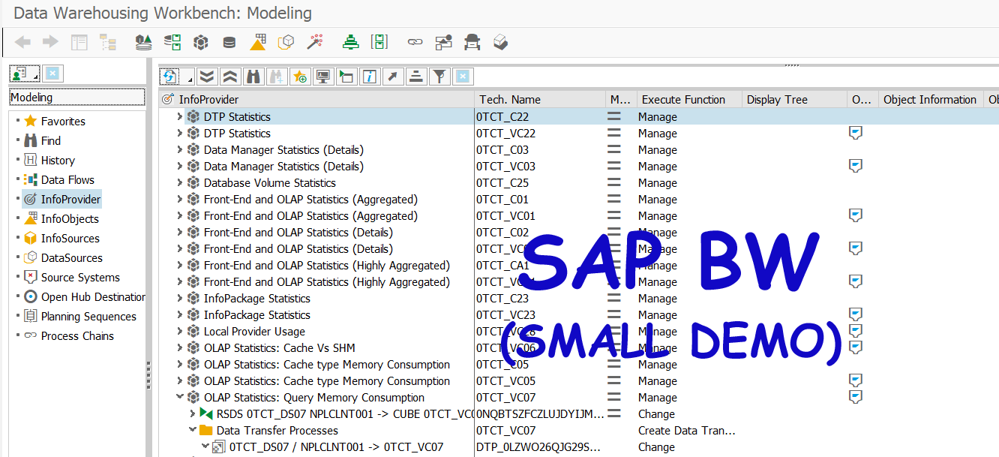 Data Warehousing Workbench: Modeling
Modeling
Favorites
Find
History
Data Flows
InfoProvider
InfoObjects
InfoSources
DataSources
Source Systems
Open Hub Destination
Planning Sequences
Process Chains
InfoProvider Tech. Name M... Execute Function Display Tree O... Object Information Ob
DTP Statistics 0TCT_C22 Manage
DTP Statistics 0TCT_VC22 Manage
Data Manager Statistics (Details) 0TCT_C03 Manage
Data Manager Statistics (Details) 0TCT_VC03 Manage
Database Volume Statistics 0TCT_C25 Manage
Front-End and OLAP Statistics (Aggregated) 0TCT_C01 Manage
Front-End and OLAP Statistics (Aggregated) 0TCT_VC01 Manage
Front-End and OLAP Statistics (Details) 0TCT_C02 Manage
Front-End and OLAP Statistics (Details) Manage
Front-End and OLAP Statistics (Highly Aggregated) 0TCT_CA1 Manage
Front-End and OLAP Statistics (Highly Aggregated) Manage
InfoPackage Statistics 0TCT_C23 Manage
InfoPackage Statistics 0TCT_VC23 Manage
Local Provider Usage 0TCT_VC28 Manage
OLAP Statistics: Cache Vs SHM 0TCT_VC06 Manage
OLAP Statistics: Cache type Memory Consumption 0TCT_C05 Manage
OLAP Statistics: Cache type Memory Consumption 0TCT_VC05 Manage
OLAP Statistics: Query Memory Consumption 0TCT_VC07 Manage
RSDS 0TCT_DS07 NPLCLNT001 -> CUBE 0TCT_VC0 0NQBTSZFCZLUJDYIJM... Change
Data Transfer Processes 0TCT_VC07 Create Data Tran...
0TCT_DS07 / NPLCLNT001 -> 0TCT_VC07 DTP_0LZWO26QJG29S... Change
SAP BW
(SMALL DEMO)